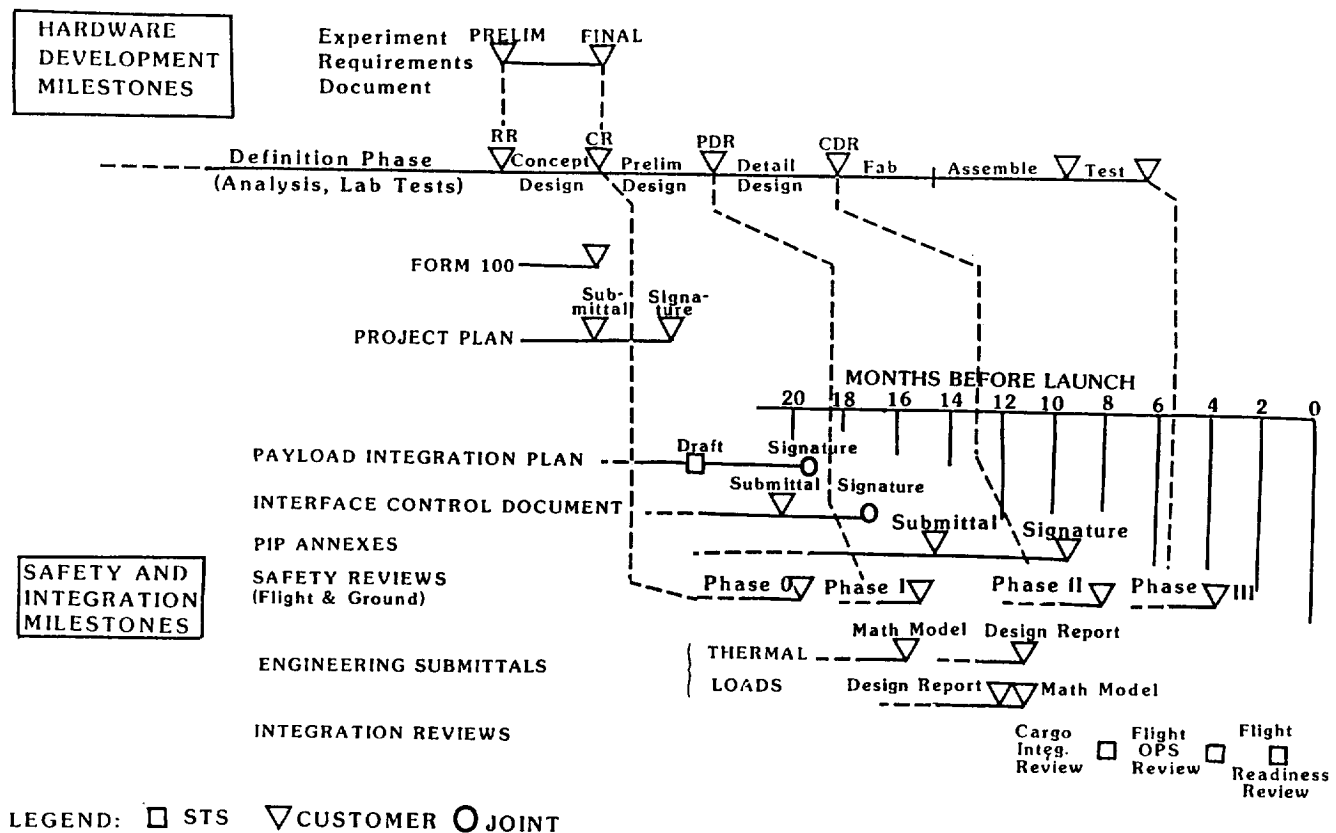 HARDWARE
DEVELOPMENT
MILESTONES
Experiment
Requirements
Document
PRELIM FINAL
RR CR PDR CDR
Definition Phase
(Analysis, Lab Tests)
Concept
Design
Prelim
Design
Detail
Design
Fab
Assemble
Test
FORM 100
Sub-
mittal
Signa-
ture
PROJECT PLAN
MONTHS BEFORE LAUNCH
20 18 16 14 12 10 8 6 4 2 0
PAYLOAD INTEGRATION PLAN
Draft
Signature
INTERFACE CONTROL DOCUMENT
Submittal
Signature
PIP ANNEXES
Submittal
Signature
SAFETY AND
INTEGRATION
MILESTONES
SAFETY REVIEWS
(Flight & Ground)
Phase 0
Phase I
Phase II
Phase III
ENGINEERING SUBMITTALS
THERMAL
Math Model
Design Report
LOADS
Design Report
Math Model
INTEGRATION REVIEWS
Cargo
Integ.
Review
Flight
OPS
Review
Flight
Readiness
Review
LEGEND: STS CUSTOMER JOINT